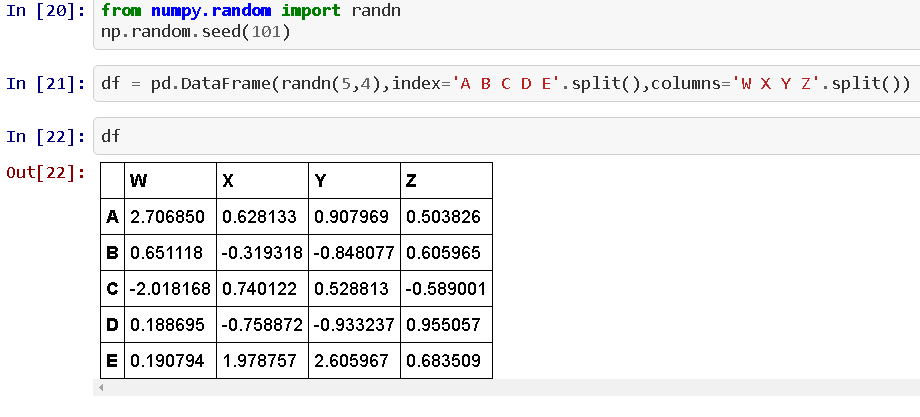 In [20]: from numpy.random import randn
np.random.seed(101)
In [21]: df = pd.DataFrame(randn(5,4),index='A B C D E'.split(),columns='W X Y Z'.split())
In [22]: df
Out[22]:
W X Y Z
A 2.706850 0.628133 0.907969 0.503826
B 0.651118 -0.319318 -0.848077 0.605965
C -2.018168 0.740122 0.528813 -0.589001
D 0.188695 -0.758872 -0.933237 0.955057
E 0.190794 1.978757 2.605967 0.683509